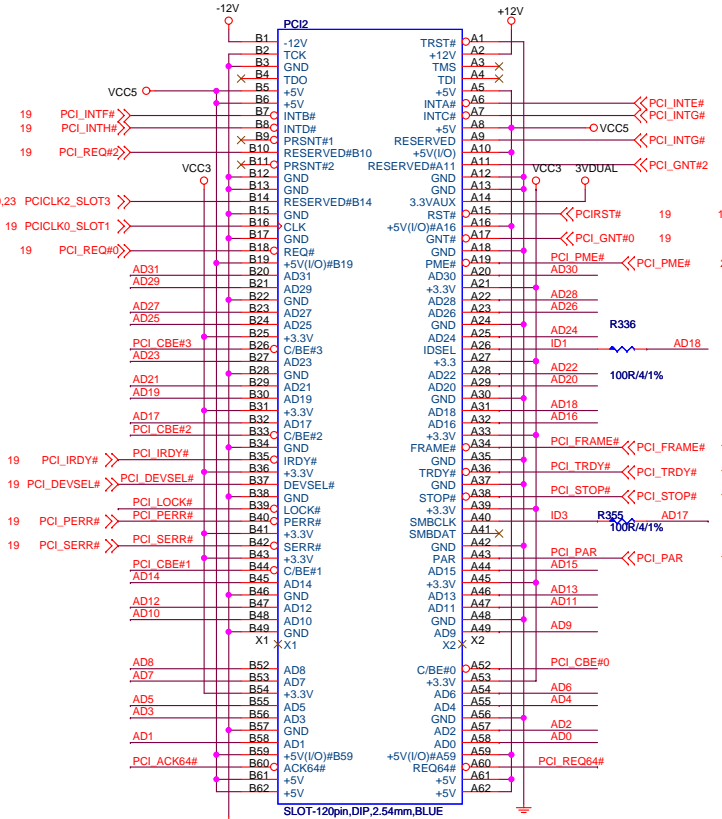 -12V +12V
PCI2
B1 -12V TRST# A1
B2 TCK +12V A2
B3 GND TMS A3
B4 TDO TDI A4
VCC5 B5 +5V +5V A5
B6 +5V INTA# A6 PCI_INTE#
19 PCI_INTF# B7 INTB# INTC# A7 PCI_INTG#
19 PCI_INTH# B8 INTD# +5V A8 VCC5
B9 PRSNT#1 RESERVED A9 PCI_INTG#
19 PCI_REQ#2 B10 RESERVED#B10 +5V(I/O) A10
B11 PRSNT#2 RESERVED#A11 A11 PCI_GNT#2
VCC3 B12 GND GND A12 VCC3 3VDUAL
B13 GND GND A13
,23 PCICLK2_SLOT3 B14 RESERVED#B14 3.3VAUX A14
B15 GND RST# A15 PCIRST# 19 1
19 PCICLK0_SLOT1 B16 CLK +5V(I/O)#A16 A16
B17 GND GNT# A17 PCI_GNT#0 19
19 PCI_REQ#0 B18 REQ# GND A18
B19 +5V(I/O)#B19 PME# A19 PCI_PME# PCI_PME#
AD31 B20 AD31 AD30 A20 AD30
AD29 B21 AD29 +3.3V A21
B22 GND AD28 A22 AD28
AD27 B23 AD27 AD26 A23 AD26
AD25 B24 AD25 GND A24
B25 +3.3V AD24 A25 AD24 R336
PCI_CBE#3 B26 C/BE#3 IDSEL A26 ID1 AD18
AD23 B27 AD23 +3.3 A27
B28 GND AD22 A28 AD22 100R/4/1%
AD21 B29 AD21 AD20 A29 AD20
AD19 B30 AD19 GND A30
B31 +3.3V AD18 A31 AD18
AD17 B32 AD17 AD16 A32 AD16
PCI_CBE#2 B33 C/BE#2 +3.3V A33
B34 GND FRAME# A34 PCI_FRAME# PCI_FRAME#
19 PCI_IRDY# PCI_IRDY# B35 IRDY# GND A35
B36 +3.3V TRDY# A36 PCI_TRDY# PCI_TRDY#
19 PCI_DEVSEL# PCI_DEVSEL# B37 DEVSEL# GND A37
B38 GND STOP# A38 PCI_STOP# PCI_STOP#
PCI_LOCK# B39 LOCK# +3.3V A39
19 PCI_PERR# PCI_PERR# B40 PERR# SMBCLK A40 ID3 R355 AD17
B41 +3.3V SMBDAT A41 100R/4/1%
19 PCI_SERR# PCI_SERR# B42 SERR# GND A42
B43 +3.3V PAR A43 PCI_PAR PCI_PAR
PCI_CBE#1 B44 C/BE#1 AD15 A44 AD15
AD14 B45 AD14 +3.3V A45
B46 GND AD13 A46 AD13
AD12 B47 AD12 AD11 A47 AD11
AD10 B48 AD10 GND A48
B49 GND AD9 A49 AD9
X1 X1 X2 X2
AD8 B52 AD8 C/BE#0 A52 PCI_CBE#0
AD7 B53 AD7 +3.3V A53
B54 +3.3V AD6 A54 AD6
AD5 B55 AD5 AD4 A55 AD4
AD3 B56 AD3 GND A56
B57 GND AD2 A57 AD2
AD1 B58 AD1 AD0 A58 AD0
B59 +5V(I/O)#B59 +5V(I/O)#A59 A59
PCI_ACK64# B60 ACK64# REQ64# A60 PCI_REQ64#
B61 +5V +5V A61
B62 +5V +5V A62
SLOT-120pin,DIP,2.54mm,BLUE